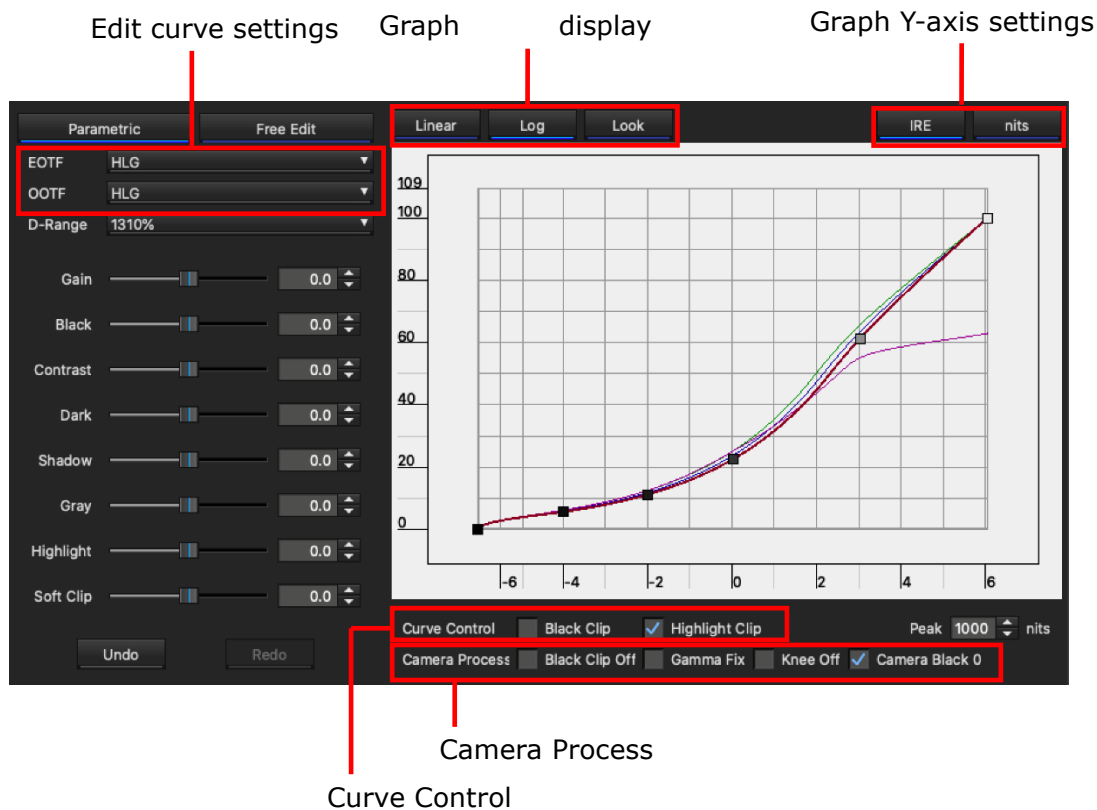 Edit curve settings Graph display Graph Y-axis settings
Parametric Free Edit Linear Log Look IRE nits
EOTF HLG
OOTF HLG
D-Range 1310%
Gain 0.0
Black 0.0
Contrast 0.0
Dark 0.0
Shadow 0.0
Gray 0.0
Highlight 0.0
Soft Clip 0.0
Undo Redo
109
100
80
60
40
20
0
-6 -4 -2 0 2 4 6
Curve Control Black Clip Highlight Clip Peak 1000 nits
Camera Process Black Clip Off Gamma Fix Knee Off Camera Black 0
Camera Process
Curve Control